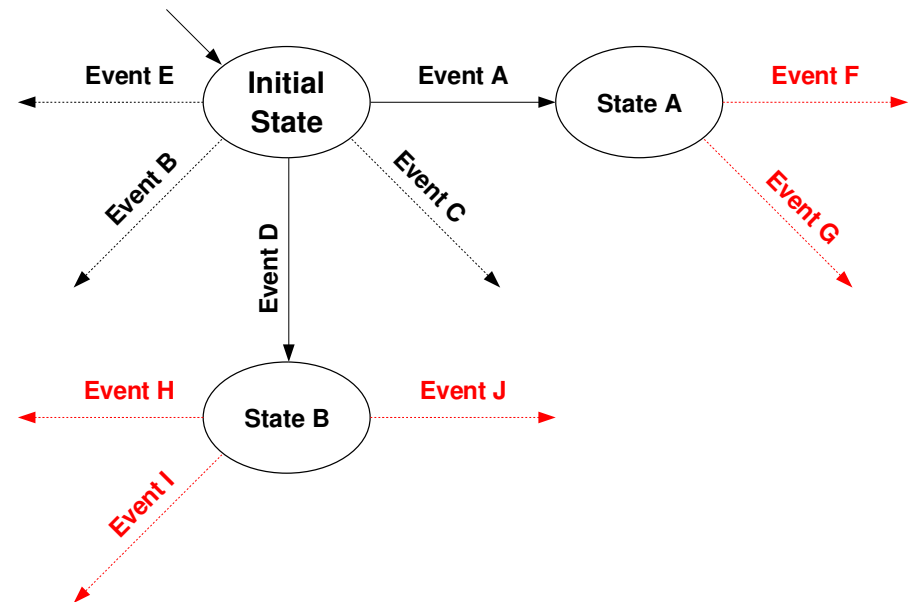 Event E
Initial
State
Event A
State A
Event F
Event B
Event D
Event C
Event G
Event H
State B
Event J
Event I